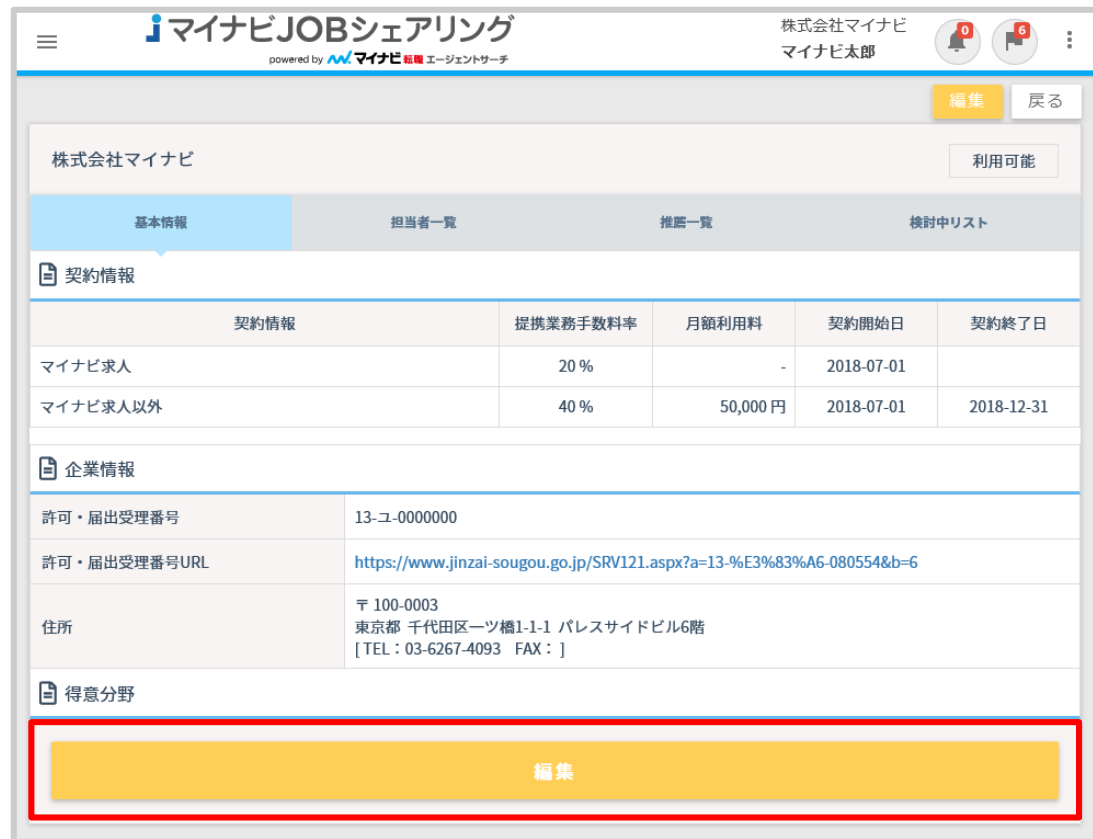 マイナビJOBシェアリング
powered by マイナビ転職 エージェントサーチ
株式会社マイナビ
マイナビ太郎
0
6
編集
戻る
株式会社マイナビ
利用可能
基本情報 担当者一覧 推薦一覧 検討中リスト
契約情報
契約情報 提携業務手数料率 月額利用料 契約開始日 契約終了日
マイナビ求人 20 % - 2018-07-01
マイナビ求人以外 40 % 50,000 円 2018-07-01 2018-12-31
企業情報
許可・届出受理番号 13-ユ-0000000
許可・届出受理番号URL https://www.jinzai-sougou.go.jp/SRV121.aspx?a=13-%E3%83%A6-080554&b=6
住所
〒 100-0003
東京都 千代田区一ツ橋1-1-1 パレスサイドビル6階
[ TEL：03-6267-4093 FAX： ]
得意分野
編集